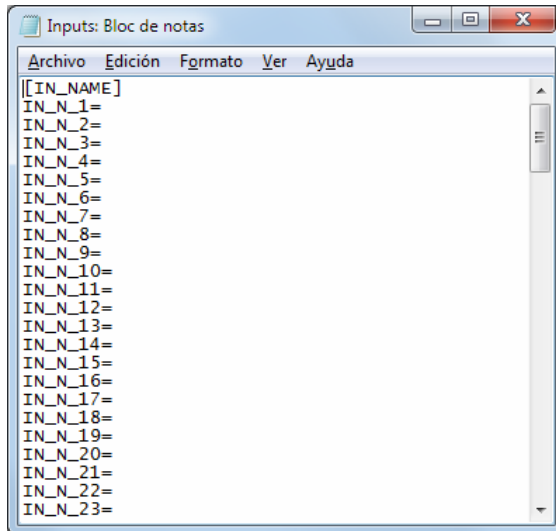 Inputs: Bloc de notas
Archivo Edición Formato Ver Ayuda
[IN_NAME]
IN_N_1=
IN_N_2=
IN_N_3=
IN_N_4=
IN_N_5=
IN_N_6=
IN_N_7=
IN_N_8=
IN_N_9=
IN_N_10=
IN_N_11=
IN_N_12=
IN_N_13=
IN_N_14=
IN_N_15=
IN_N_16=
IN_N_17=
IN_N_18=
IN_N_19=
IN_N_20=
IN_N_21=
IN_N_22=
IN_N_23=